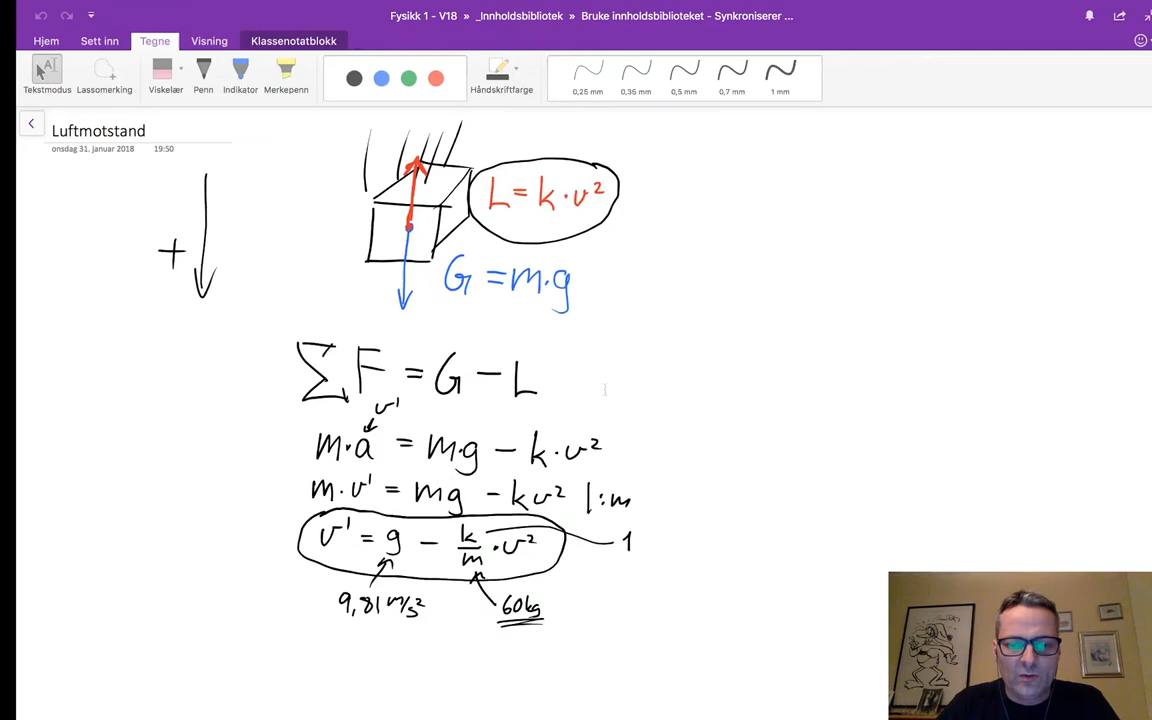 Fysikk 1 - V18 » _Innholdsbibliotek » Bruke innholdsbiblioteket - Synkroniserer ...
Hjem Sett inn Tegne Visning Klassenotatblokk
Tekstmodus Lassomerking Viskelær Penn Indikator Merkepenn Håndskriftfarge 0,25 mm 0,35 mm 0,5 mm 0,7 mm 1 mm
Luftmotstand
onsdag 31. januar 2018 19:50
L = k · v²
+
G = m·g
ΣF = G − L
v'
m·a = m·g − k·v²
m·v' = mg − kv² |:m
v' = g − k/m · v²
1
9,81 m/s² 60kg